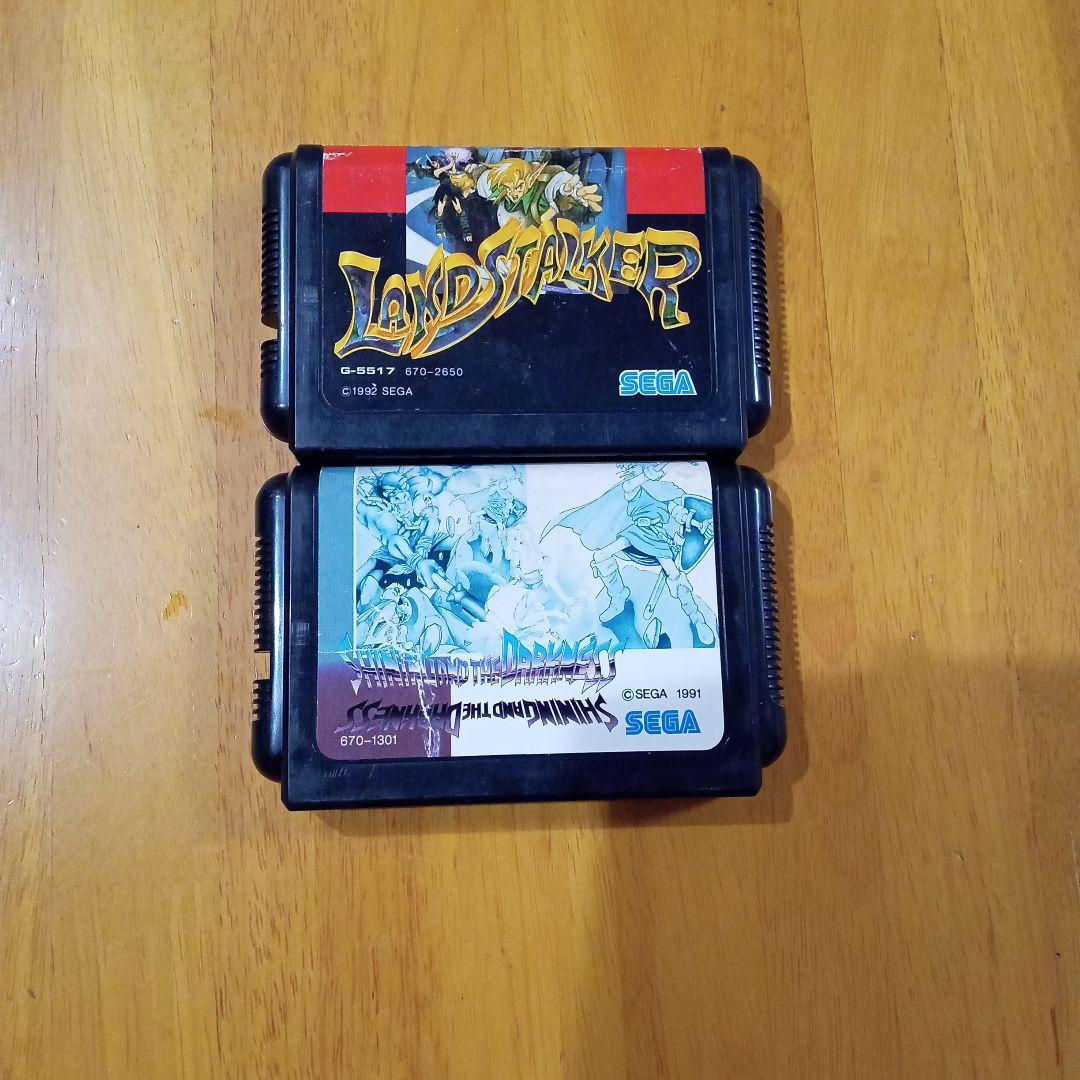 LANDSTALKER
G-5517 670-2650
©1992 SEGA
SEGA
SHINING AND THE DARKNESS
©SEGA 1991
SHINING AND THE DARKNESS
SEGA
670-1301